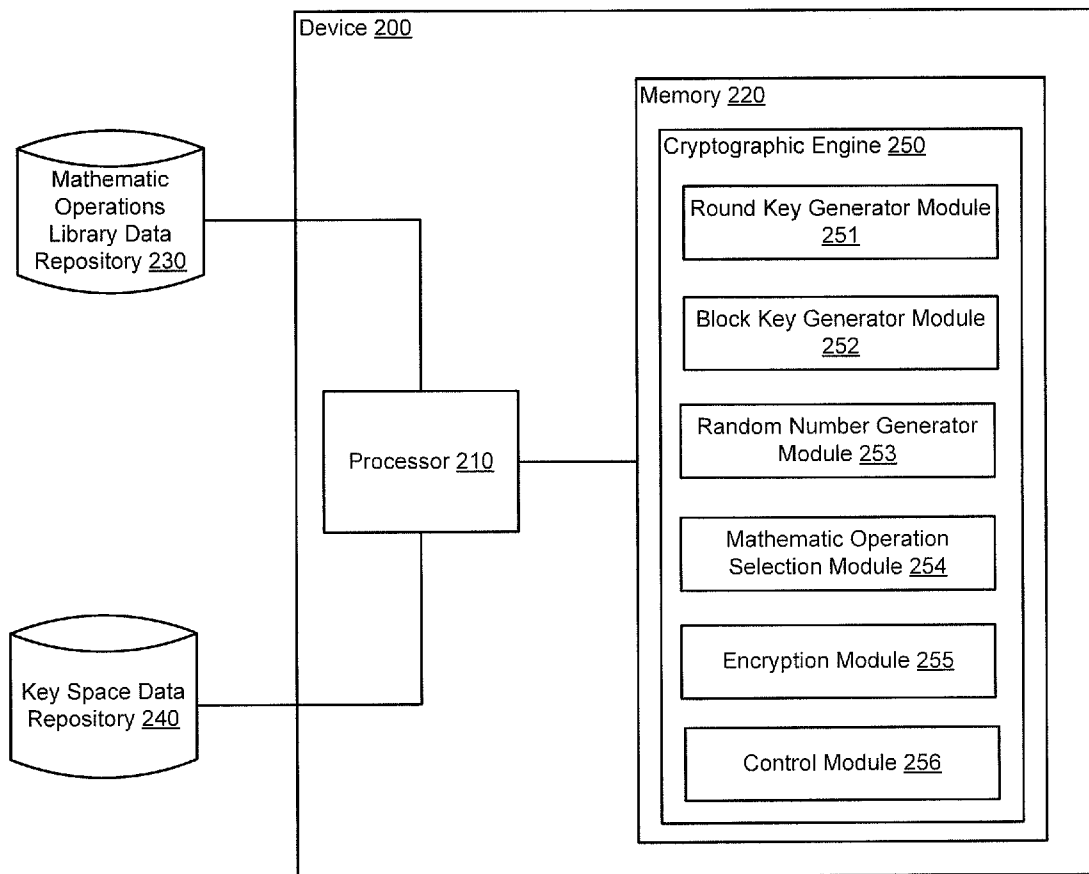 Device 200
Memory 220
Cryptographic Engine 250
Mathematic
Operations
Library Data
Repository 230
Round Key Generator Module
251
Block Key Generator Module
252
Random Number Generator
Module 253
Processor 210
Mathematic Operation
Selection Module 254
Key Space Data
Repository 240
Encryption Module 255
Control Module 256